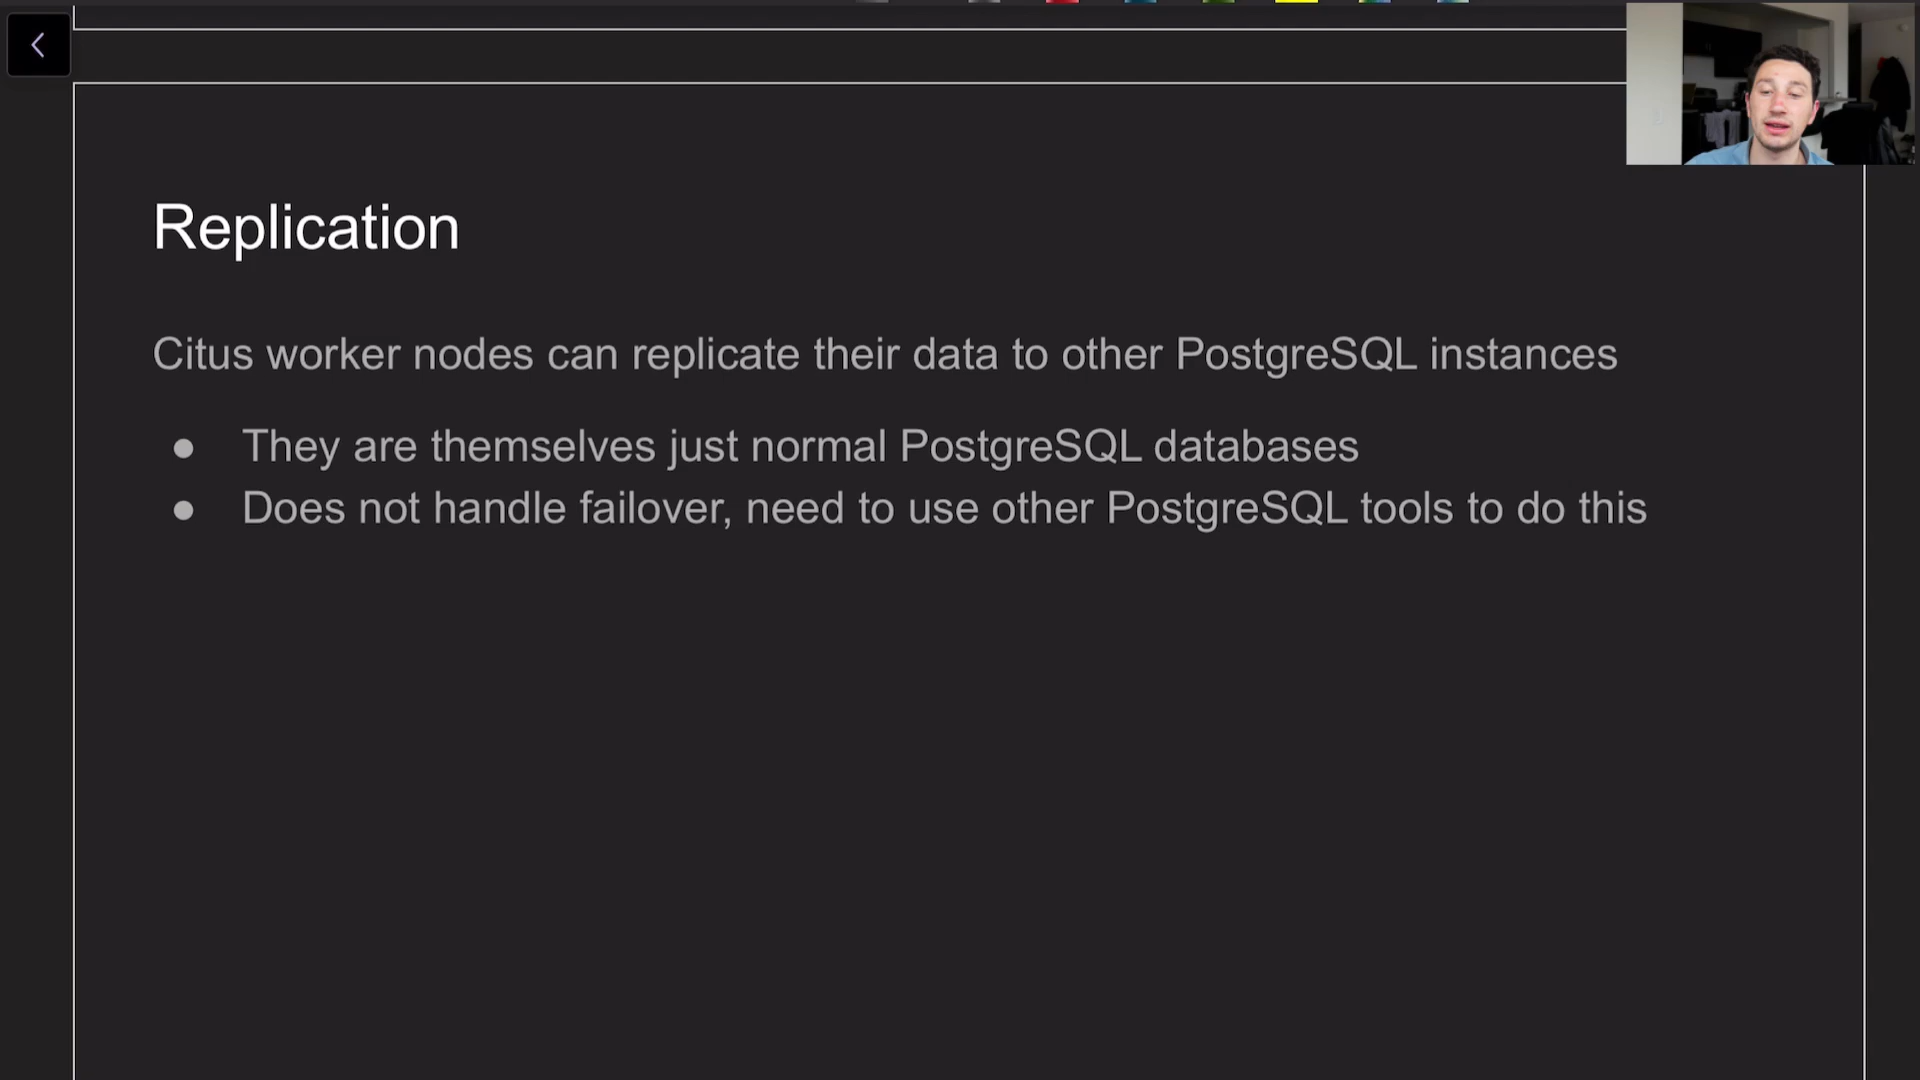 Replication
Citus worker nodes can replicate their data to other PostgreSQL instances
● They are themselves just normal PostgreSQL databases
● Does not handle failover, need to use other PostgreSQL tools to do this